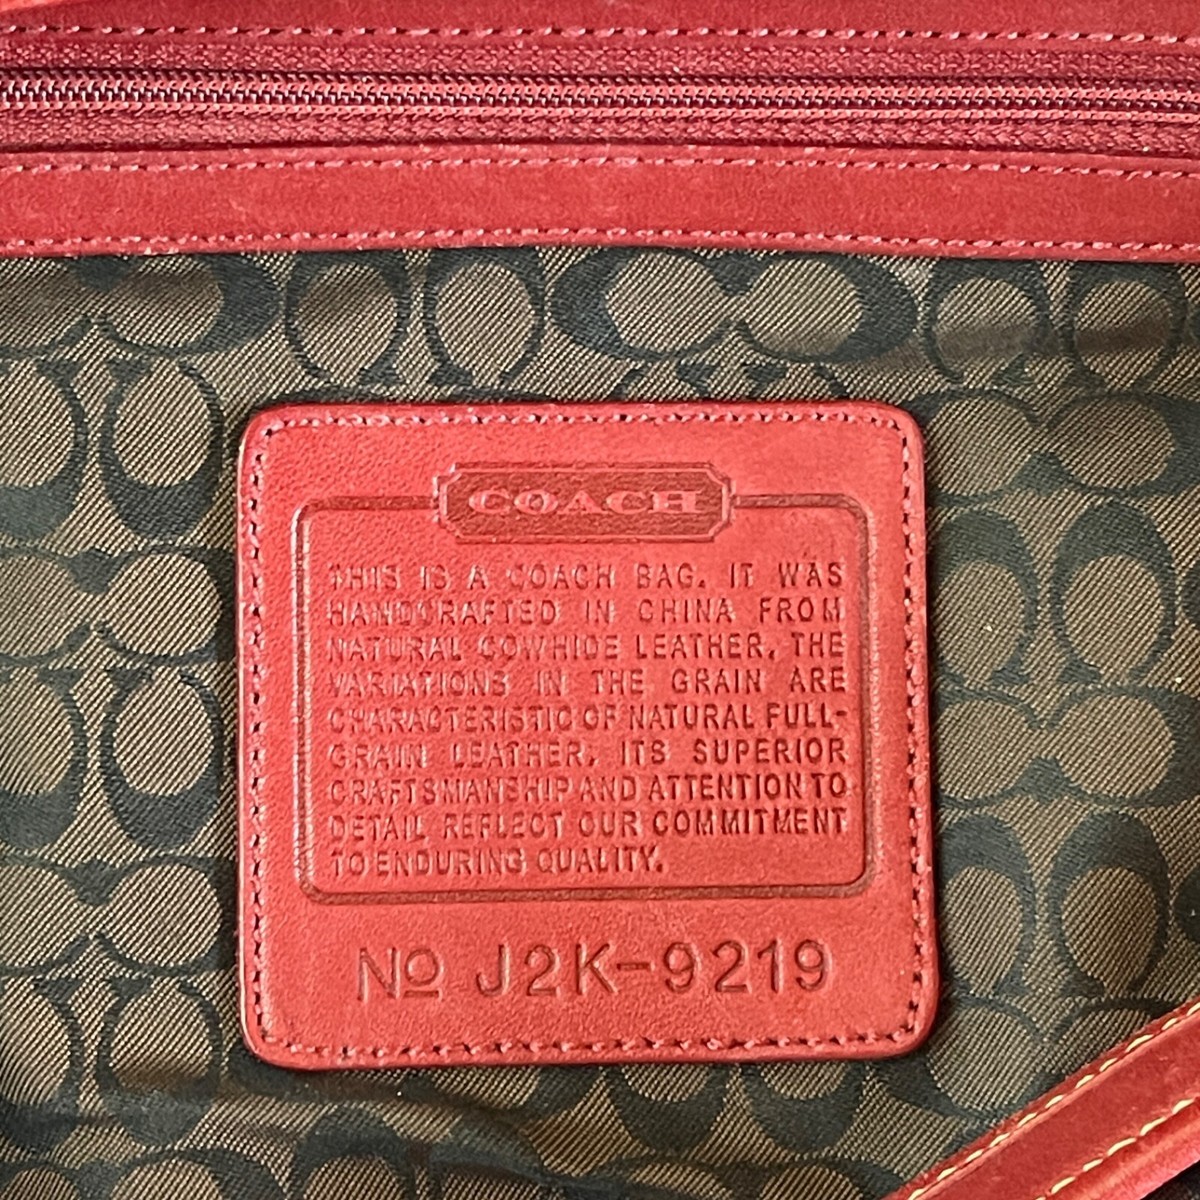 COACH
THIS IS A COACH BAG. IT WAS
HANDCRAFTED IN CHINA FROM
NATURAL COWHIDE LEATHER. THE
VARIATIONS IN THE GRAIN ARE
CHARACTERISTIC OF NATURAL FULL-
GRAIN LEATHER. ITS SUPERIOR
CRAFTSMANSHIP AND ATTENTION TO
DETAIL REFLECT OUR COMMITMENT
TO ENDURING QUALITY.
No J2K-9219